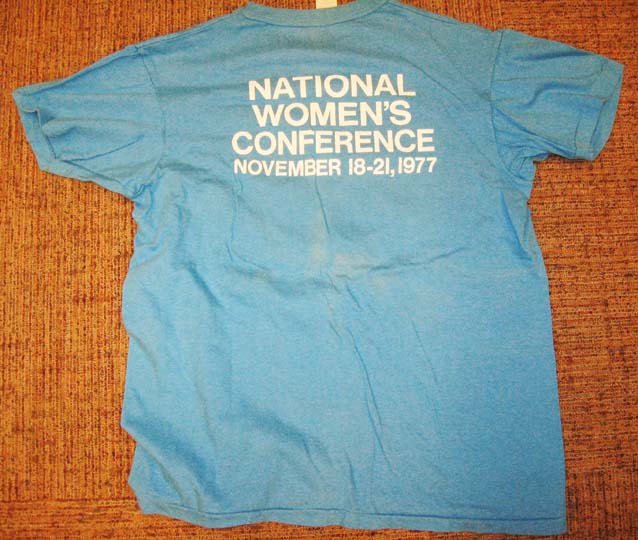 NATIONAL
WOMEN'S
CONFERENCE
NOVEMBER 18-21, 1977